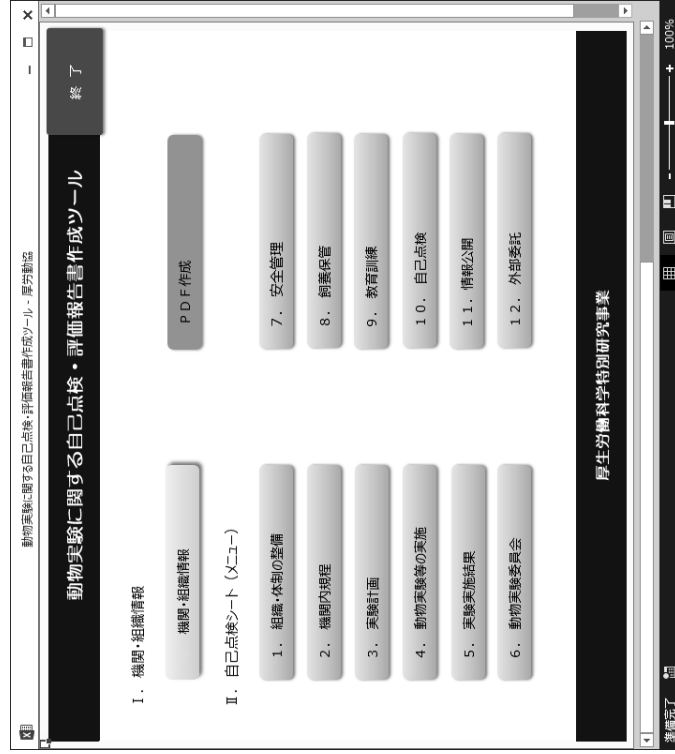 動物実験に関する自己点検・評価報告書作成ツール - 厚労動協
動物実験に関する自己点検・評価報告書作成ツール
終 了
Ⅰ．機関・組織情報
機関・組織情報
ＰＤＦ作成
Ⅱ．自己点検シート（メニュー）
１．組織・体制の整備
２．機関内規程
３．実験計画
４．動物実験等の実施
５．実験実施結果
６．動物実験委員会
７．安全管理
８．飼養保管
９．教育訓練
１０．自己点検
１１．情報公開
１２．外部委託
厚生労働科学特別研究事業
準備完了
100%